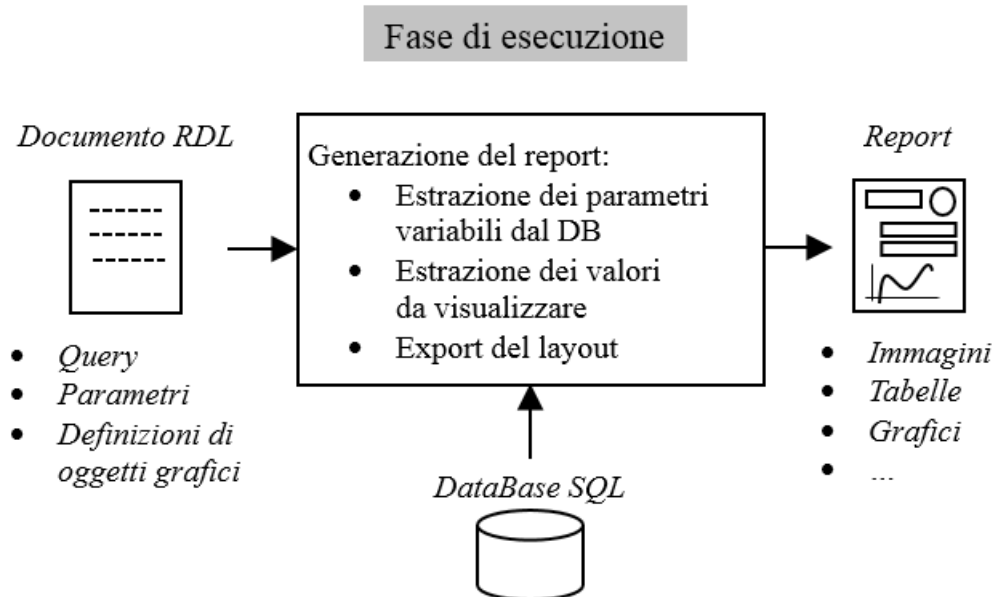 Fase di esecuzione
Documento RDL
Generazione del report:
• Estrazione dei parametri
variabili dal DB
• Estrazione dei valori
da visualizzare
• Export del layout
Report
• Query
• Parametri
• Definizioni di
oggetti grafici
• Immagini
• Tabelle
• Grafici
• ...
DataBase SQL